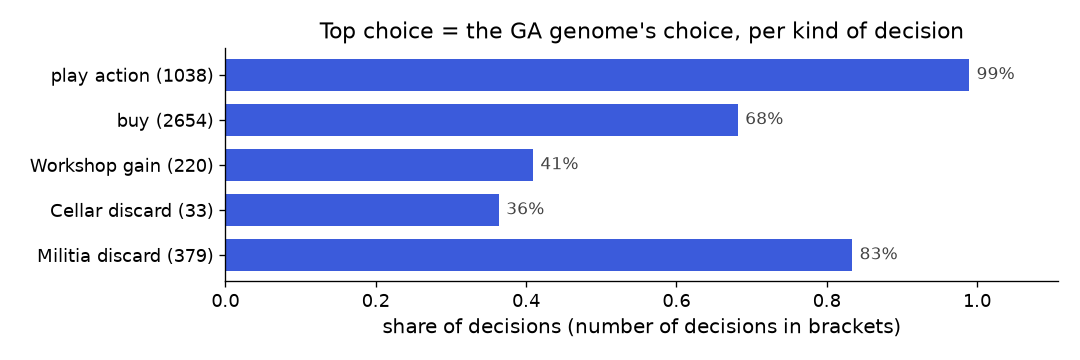 Top choice = the GA genome's choice, per kind of decision
play action (1038)
99%
buy (2654)
68%
Workshop gain (220)
41%
Cellar discard (33)
36%
Militia discard (379)
83%
0.0 0.2 0.4 0.6 0.8 1.0
share of decisions (number of decisions in brackets)